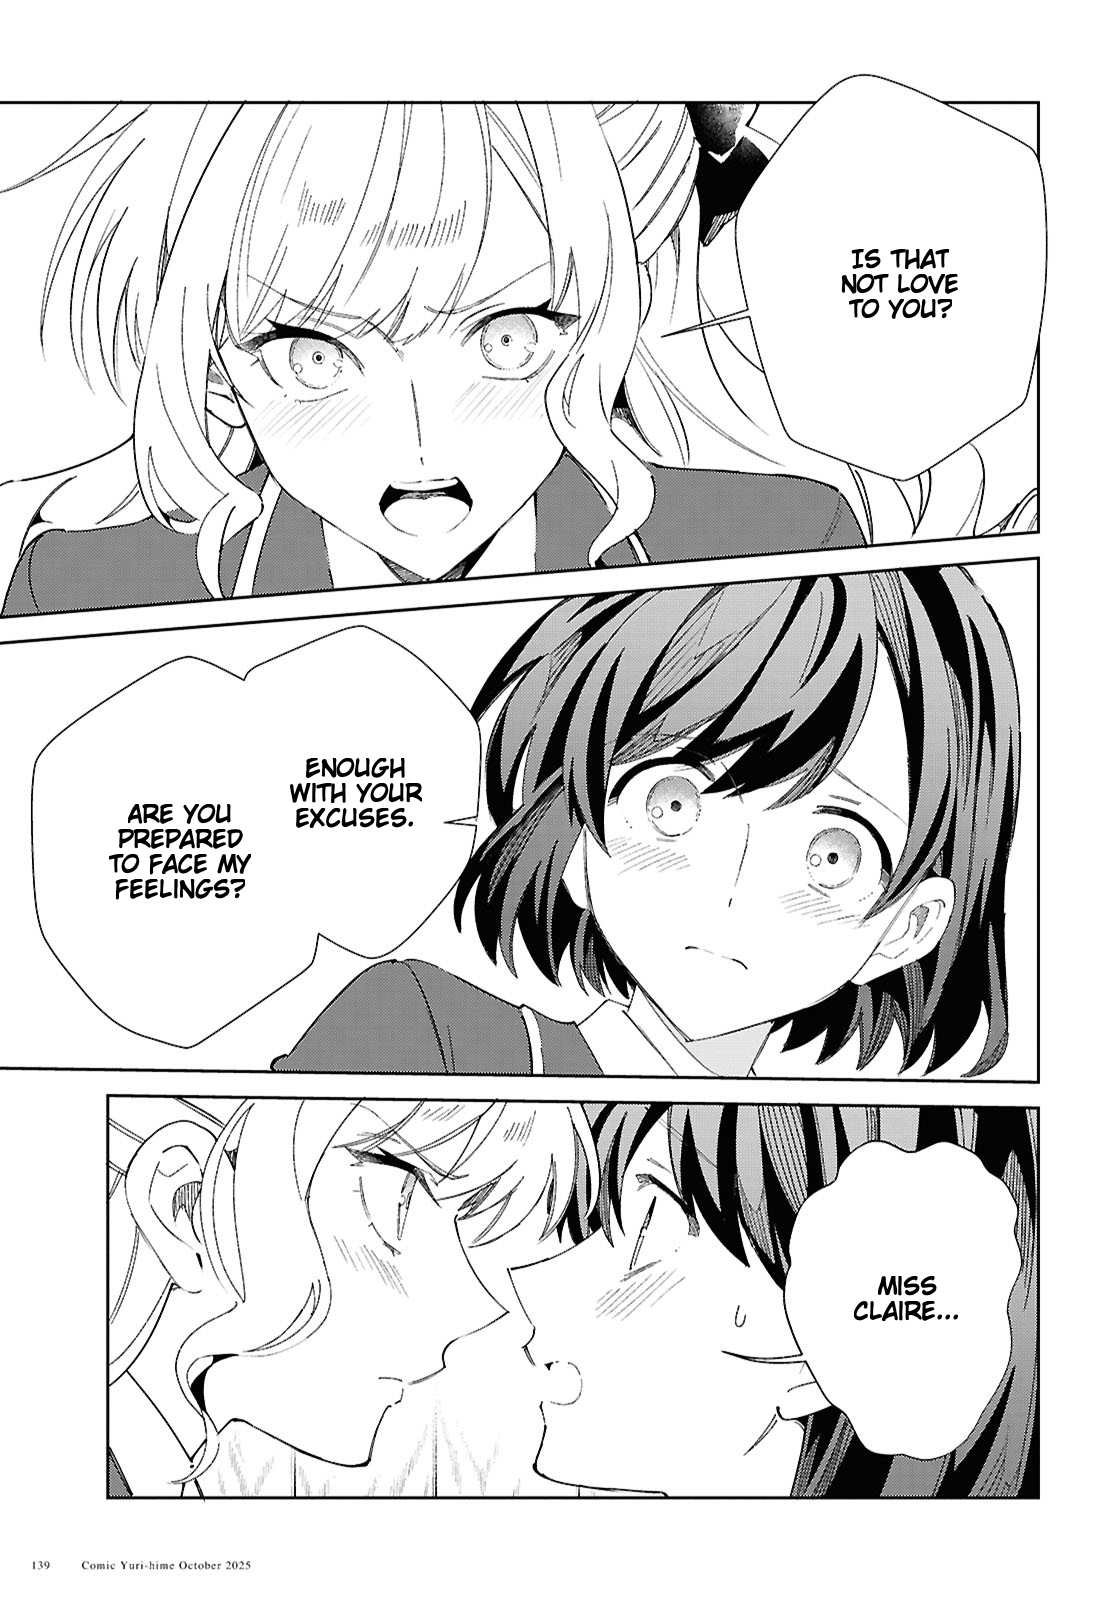 IS THAT
NOT LOVE
TO YOU?
ENOUGH
WITH YOUR
EXCUSES.
ARE YOU
PREPARED
TO FACE MY
FEELINGS?
MISS
CLAIRE...
139 Comic Yuri-hime October 2025